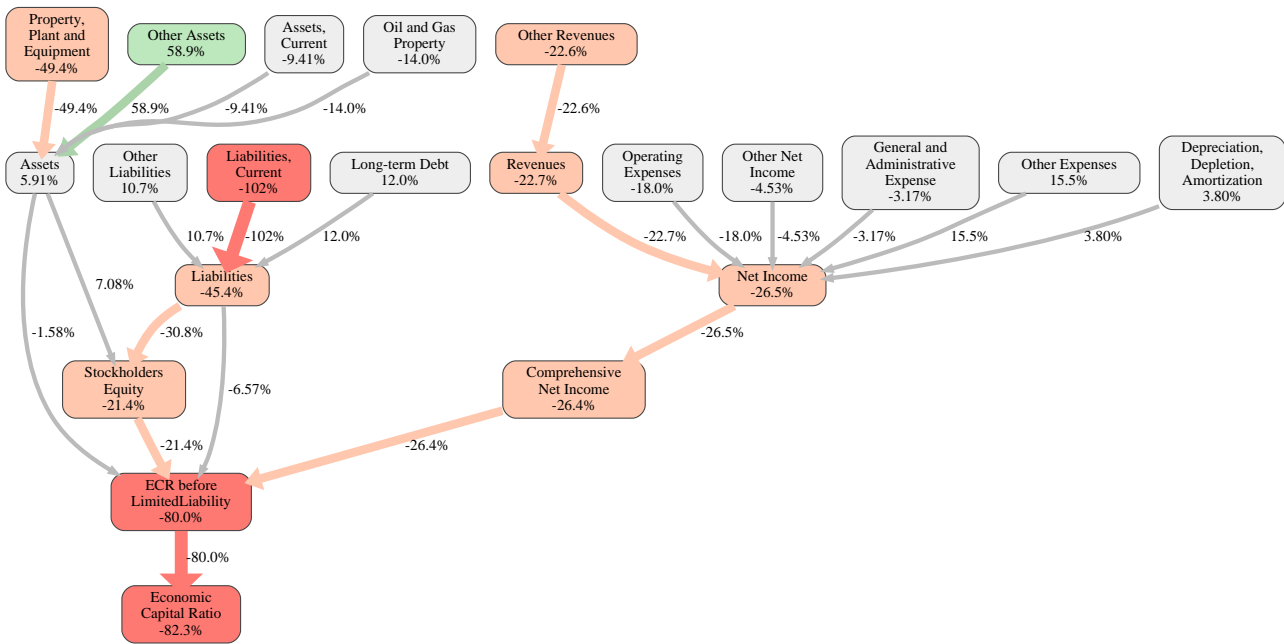 Property,
Plant and
Equipment
-49.4%
Other Assets
58.9%
Assets,
Current
-9.41%
Oil and Gas
Property
-14.0%
Other Revenues
-22.6%
-49.4%
58.9%
-9.41%
-14.0%
-22.6%
Assets
5.91%
Other
Liabilities
10.7%
Liabilities,
Current
-102%
Long-term Debt
12.0%
Revenues
-22.7%
Operating
Expenses
-18.0%
Other Net
Income
-4.53%
General and
Administrative
Expense
-3.17%
Other Expenses
15.5%
Depreciation,
Depletion,
Amortization
3.80%
10.7%
-102%
12.0%
-22.7%
-18.0%
-4.53%
-3.17%
15.5%
3.80%
Liabilities
-45.4%
Net Income
-26.5%
7.08%
-1.58%
-30.8%
-26.5%
Stockholders
Equity
-21.4%
-6.57%
Comprehensive
Net Income
-26.4%
-21.4%
-26.4%
ECR before
LimitedLiability
-80.0%
-80.0%
Economic
Capital Ratio
-82.3%